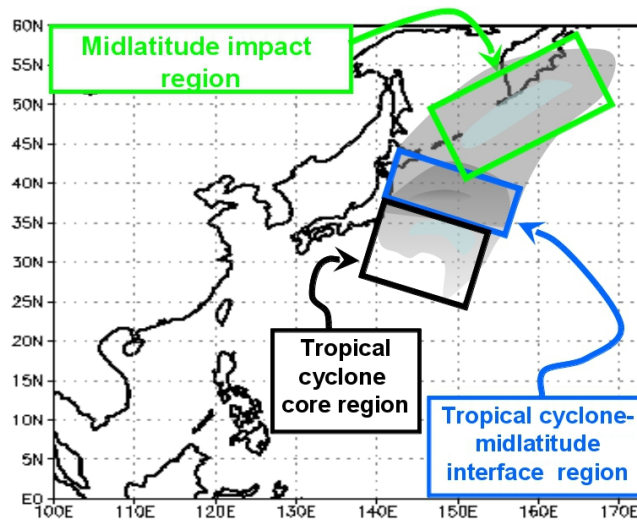 60N
55N
50N
45N
40N
35N
30N
25N
20N
15N
10N
5N
EQ
100E
110E
120E
130E
140E
150E
160E
170E
Midlatitude impact
region
Tropical
cyclone
core region
Tropical cyclone-
midlatitude
interface region